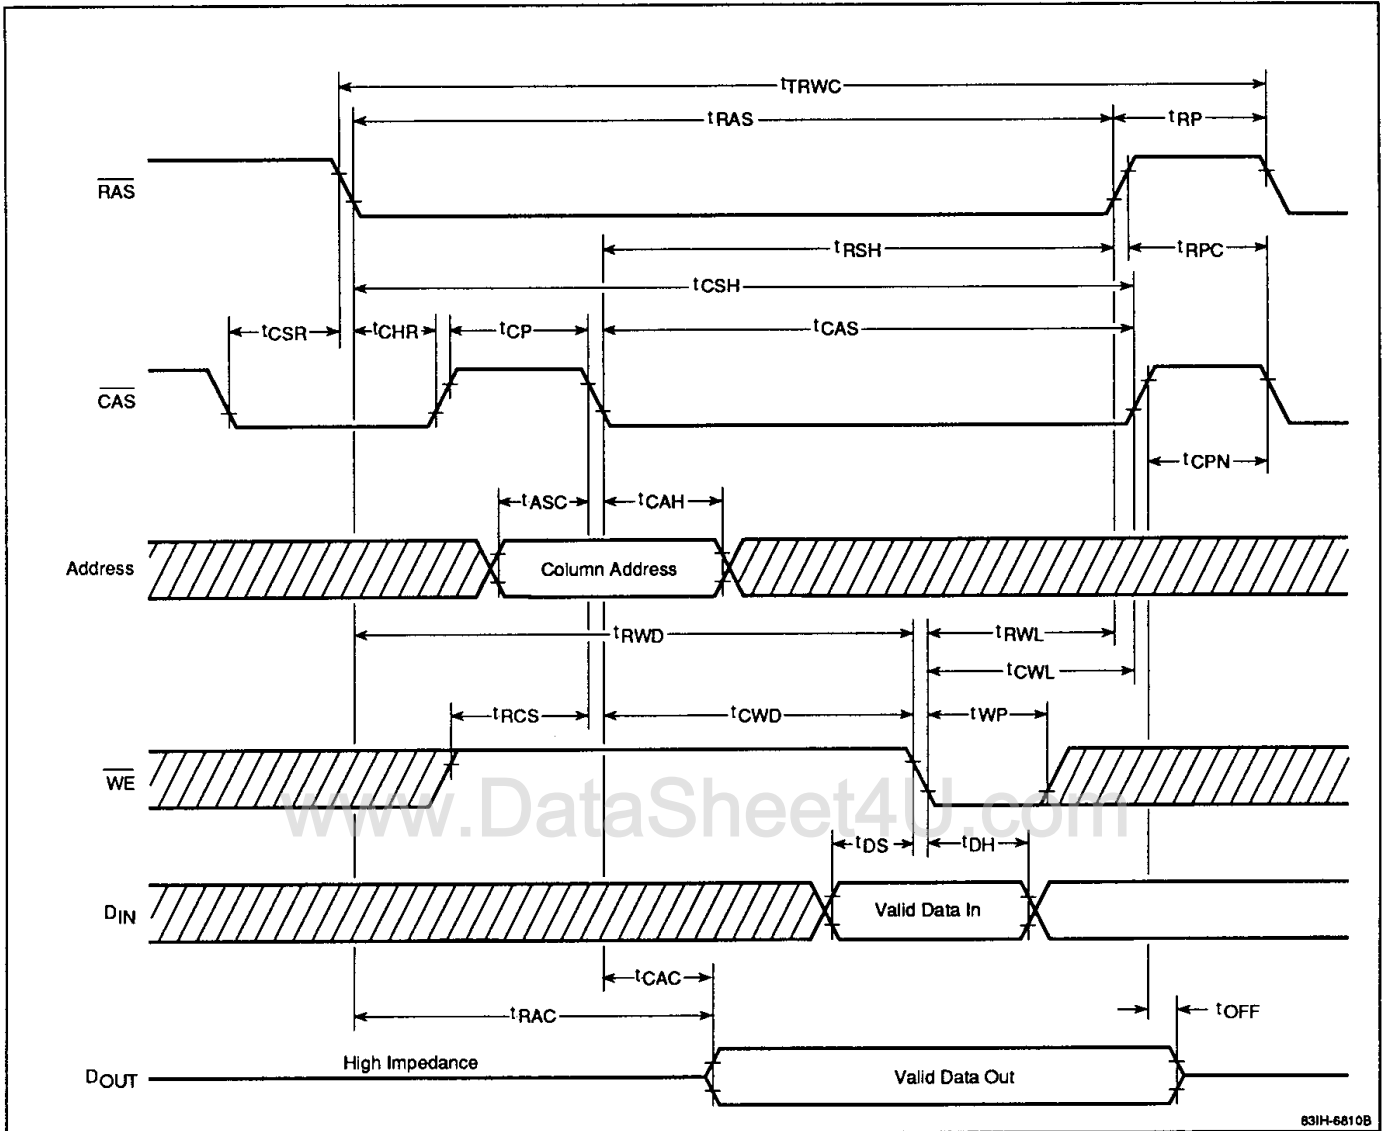 tTRWC
tRAS
tRP
RAS
tRSH
tRPC
tCSH
tCSR
tCHR
tCP
tCAS
CAS
tCPN
tASC
tCAH
Address
Column Address
tRWD
tRWL
tCWL
tRCS
tCWD
tWP
WE
www.DataSheet4U.com
tDS
tDH
DIN
Valid Data In
tCAC
tRAC
tOFF
High Impedance
DOUT
Valid Data Out
83IH-6810B